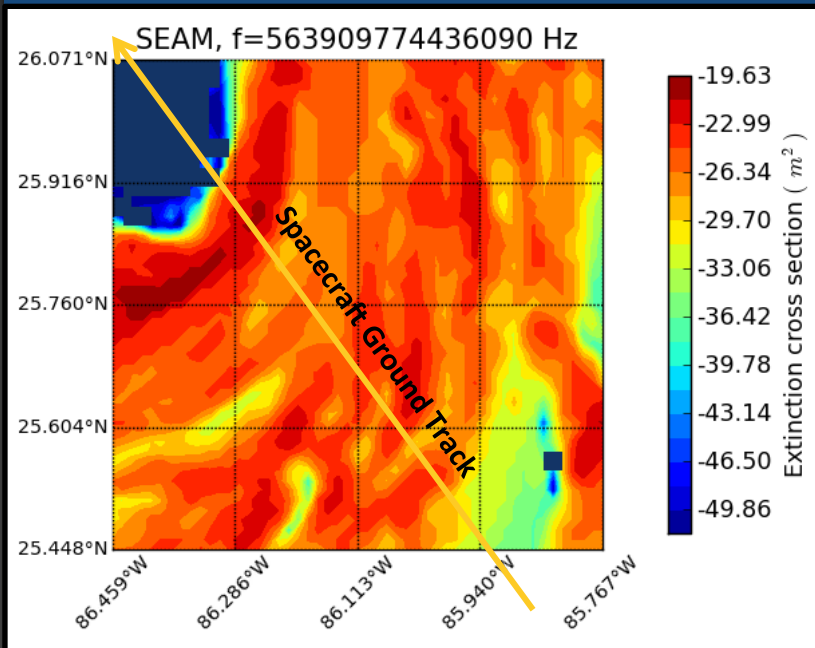 SEAM, f=563909774436090 Hz
26.071°N
25.916°N
25.760°N
25.604°N
25.448°N
86.459°W
86.286°W
86.113°W
85.940°W
85.767°W
Spacecraft Ground Track
-19.63
-22.99
-26.34
-29.70
-33.06
-36.42
-39.78
-43.14
-46.50
-49.86
Extinction cross section ( m² )